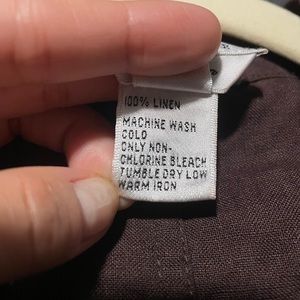 100% LINEN
MACHINE WASH
COLD
ONLY NON-
CHLORINE BLEACH
TUMBLE DRY LOW
WARM IRON